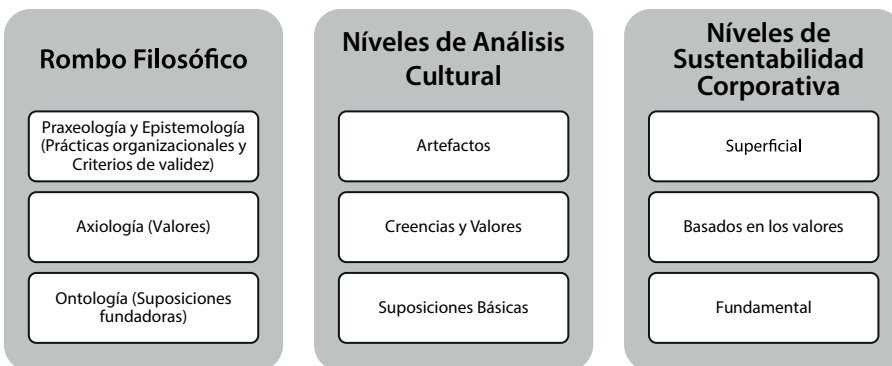 Rombo Filosófico
Praxeología y Epistemología
(Prácticas organizacionales y
Criterios de validez)
Axiología (Valores)
Ontología (Suposiciones
fundadoras)
Níveles de Análisis
Cultural
Artefactos
Creencias y Valores
Suposiciones Básicas
Níveles de
Sustentabilidad
Corporativa
Superficial
Basados en los valores
Fundamental